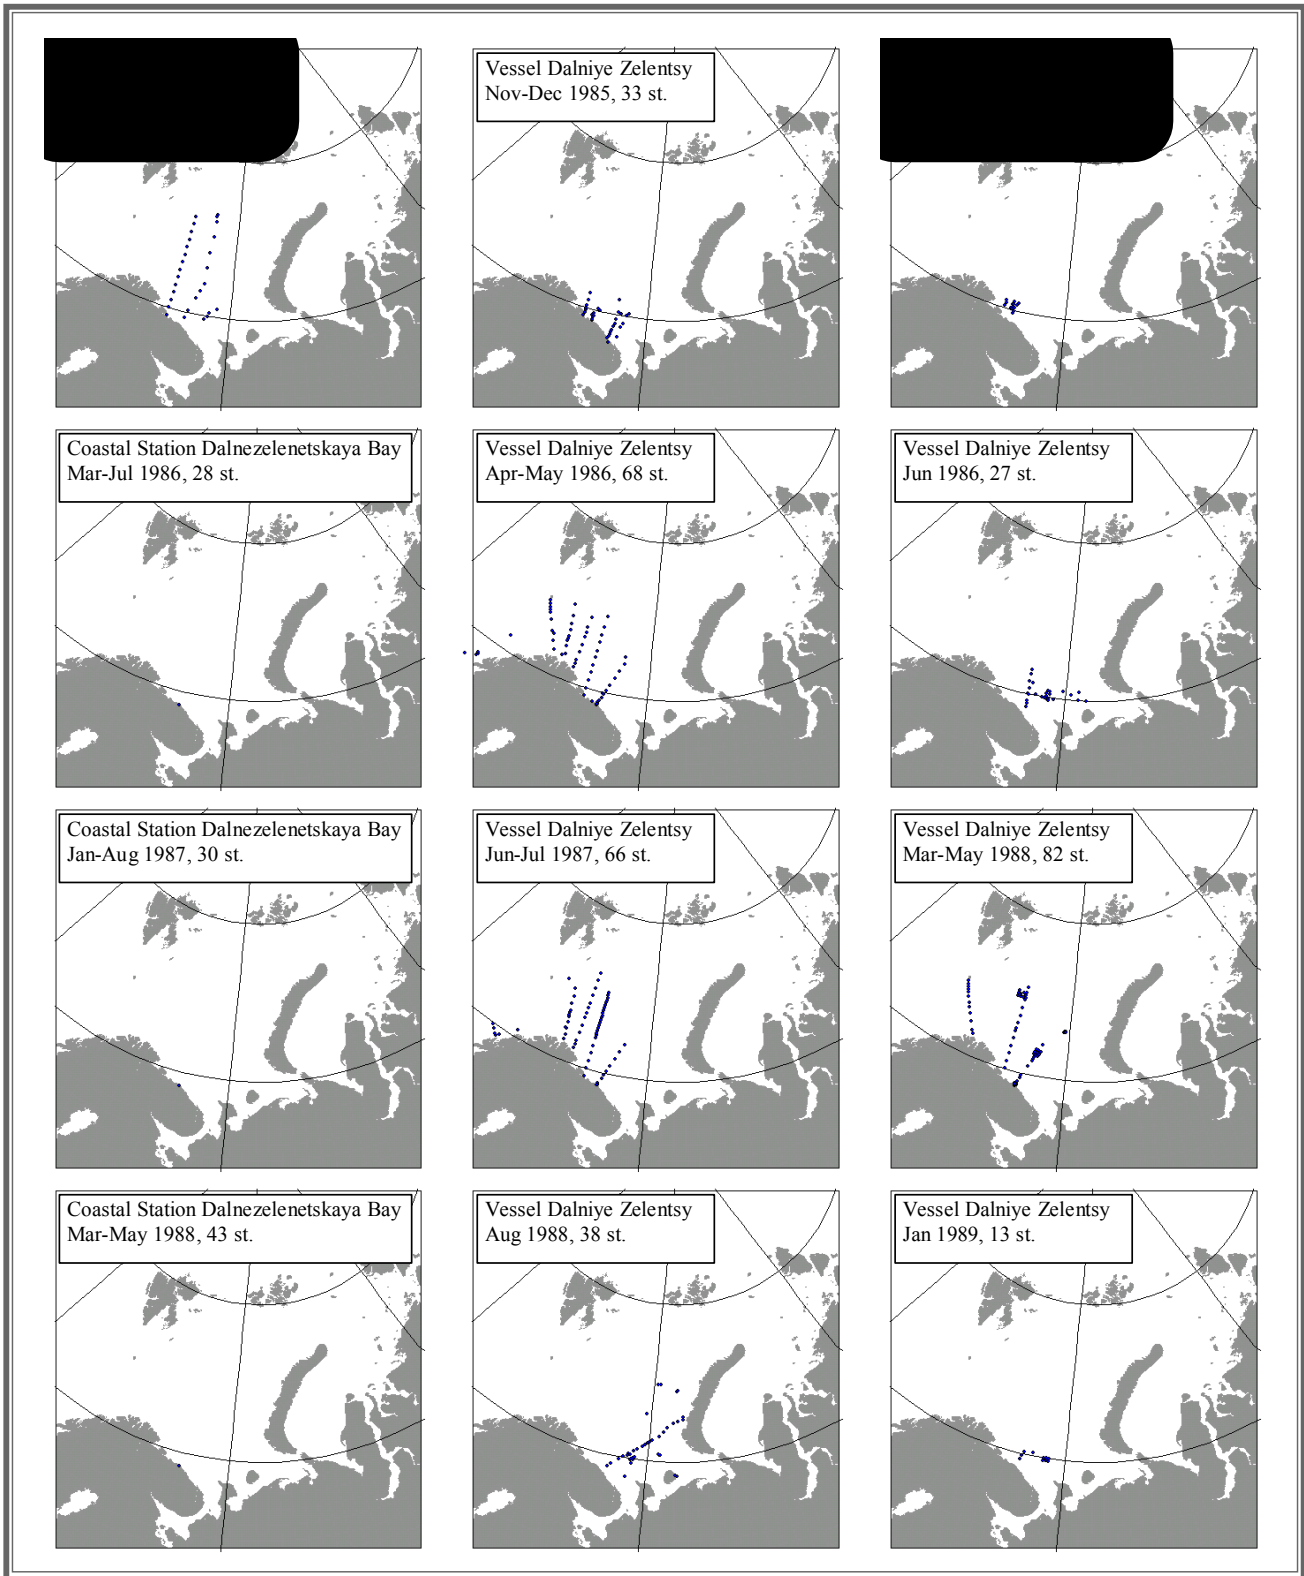 Vessel Dalniye Zelentsy
Nov-Dec 1985, 33 st.
Coastal Station Dalnezelenetskaya Bay
Mar-Jul 1986, 28 st.
Vessel Dalniye Zelentsy
Apr-May 1986, 68 st.
Vessel Dalniye Zelentsy
Jun 1986, 27 st.
Coastal Station Dalnezelenetskaya Bay
Jan-Aug 1987, 30 st.
Vessel Dalniye Zelentsy
Jun-Jul 1987, 66 st.
Vessel Dalniye Zelentsy
Mar-May 1988, 82 st.
Coastal Station Dalnezelenetskaya Bay
Mar-May 1988, 43 st.
Vessel Dalniye Zelentsy
Aug 1988, 38 st.
Vessel Dalniye Zelentsy
Jan 1989, 13 st.